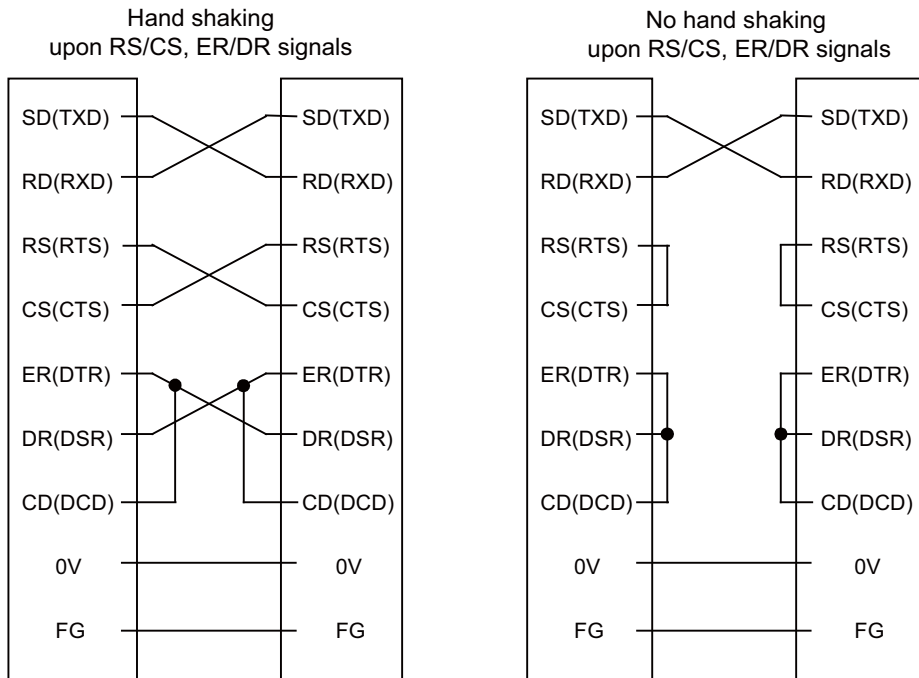 Hand shaking
upon RS/CS, ER/DR signals
SD(TXD) SD(TXD)
RD(RXD) RD(RXD)
RS(RTS) RS(RTS)
CS(CTS) CS(CTS)
ER(DTR) ER(DTR)
DR(DSR) DR(DSR)
CD(DCD) CD(DCD)
0V 0V
FG FG
No hand shaking
upon RS/CS, ER/DR signals
SD(TXD) SD(TXD)
RD(RXD) RD(RXD)
RS(RTS) RS(RTS)
CS(CTS) CS(CTS)
ER(DTR) ER(DTR)
DR(DSR) DR(DSR)
CD(DCD) CD(DCD)
0V 0V
FG FG